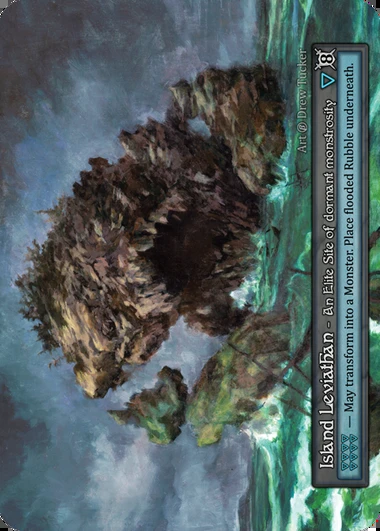 Art @ Drew Tucker
Island Leviathan ~ An Elite Site of dormant monstrosity
8
— May transform into a Monster. Place flooded Rubble underneath.